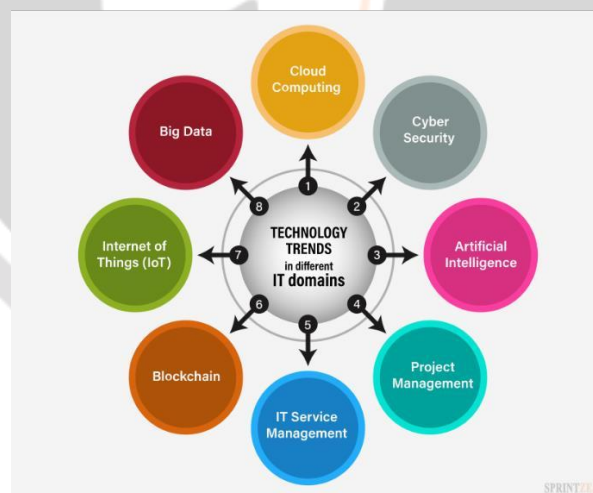 TECHNOLOGY
TRENDS
in different
IT domains
1
Cloud
Computing
2
Cyber
Security
3
Artificial
Intelligence
4
Project
Management
5
IT Service
Management
6
Blockchain
7
Internet of
Things (IoT)
8
Big Data